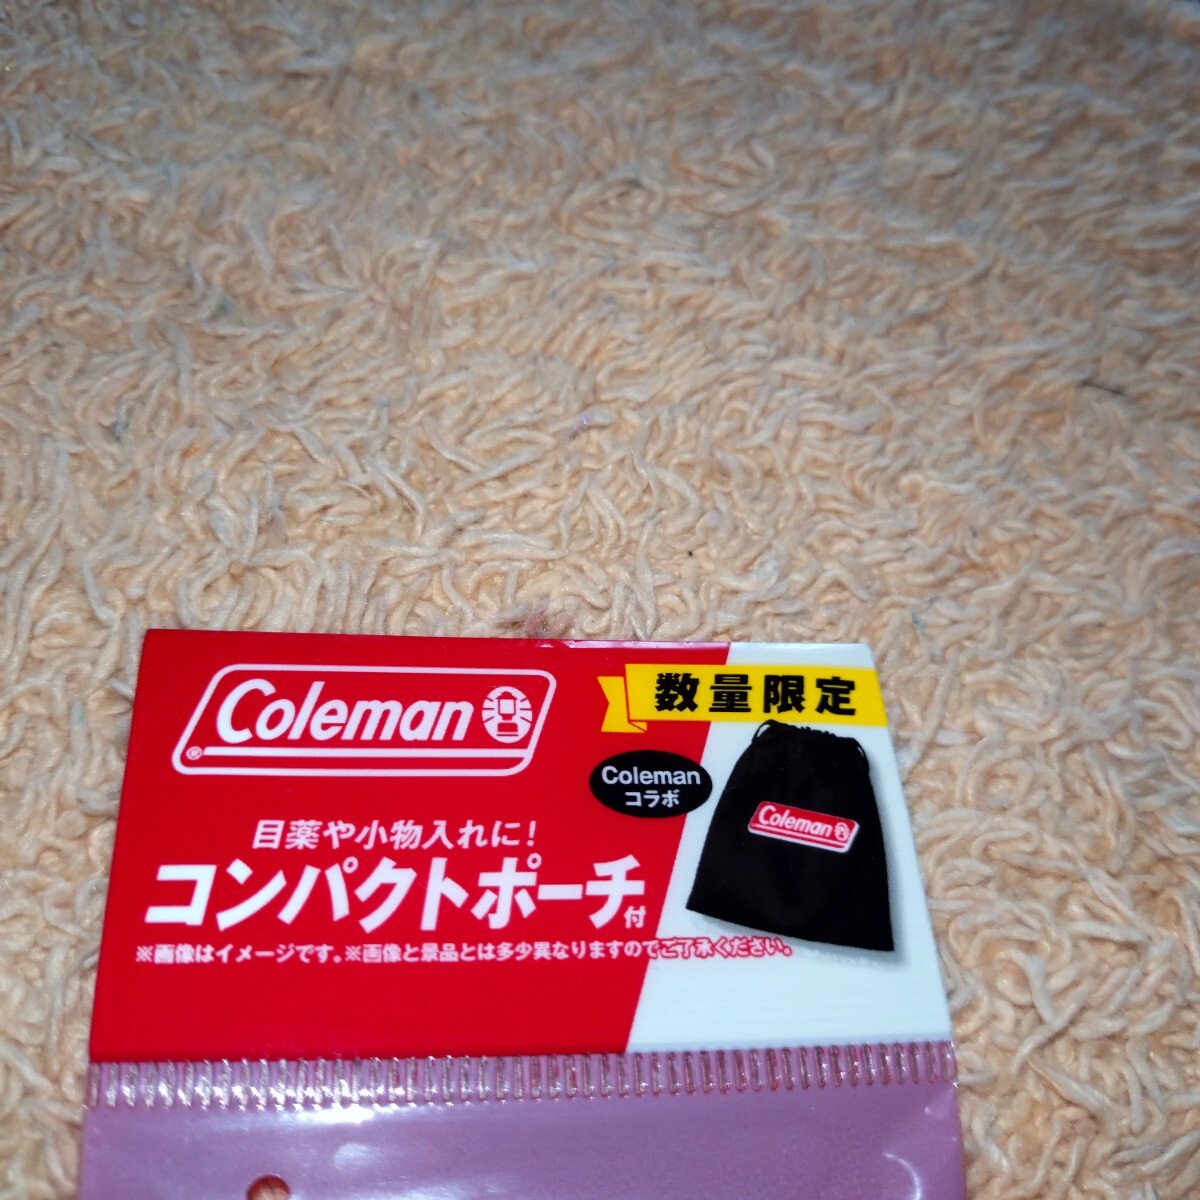 Coleman
®
数量限定
Coleman
コラボ
Coleman
目薬や小物入れに!
コンパクトポーチ付
※画像はイメージです。※画像と景品とは多少異なりますのでご了承ください。